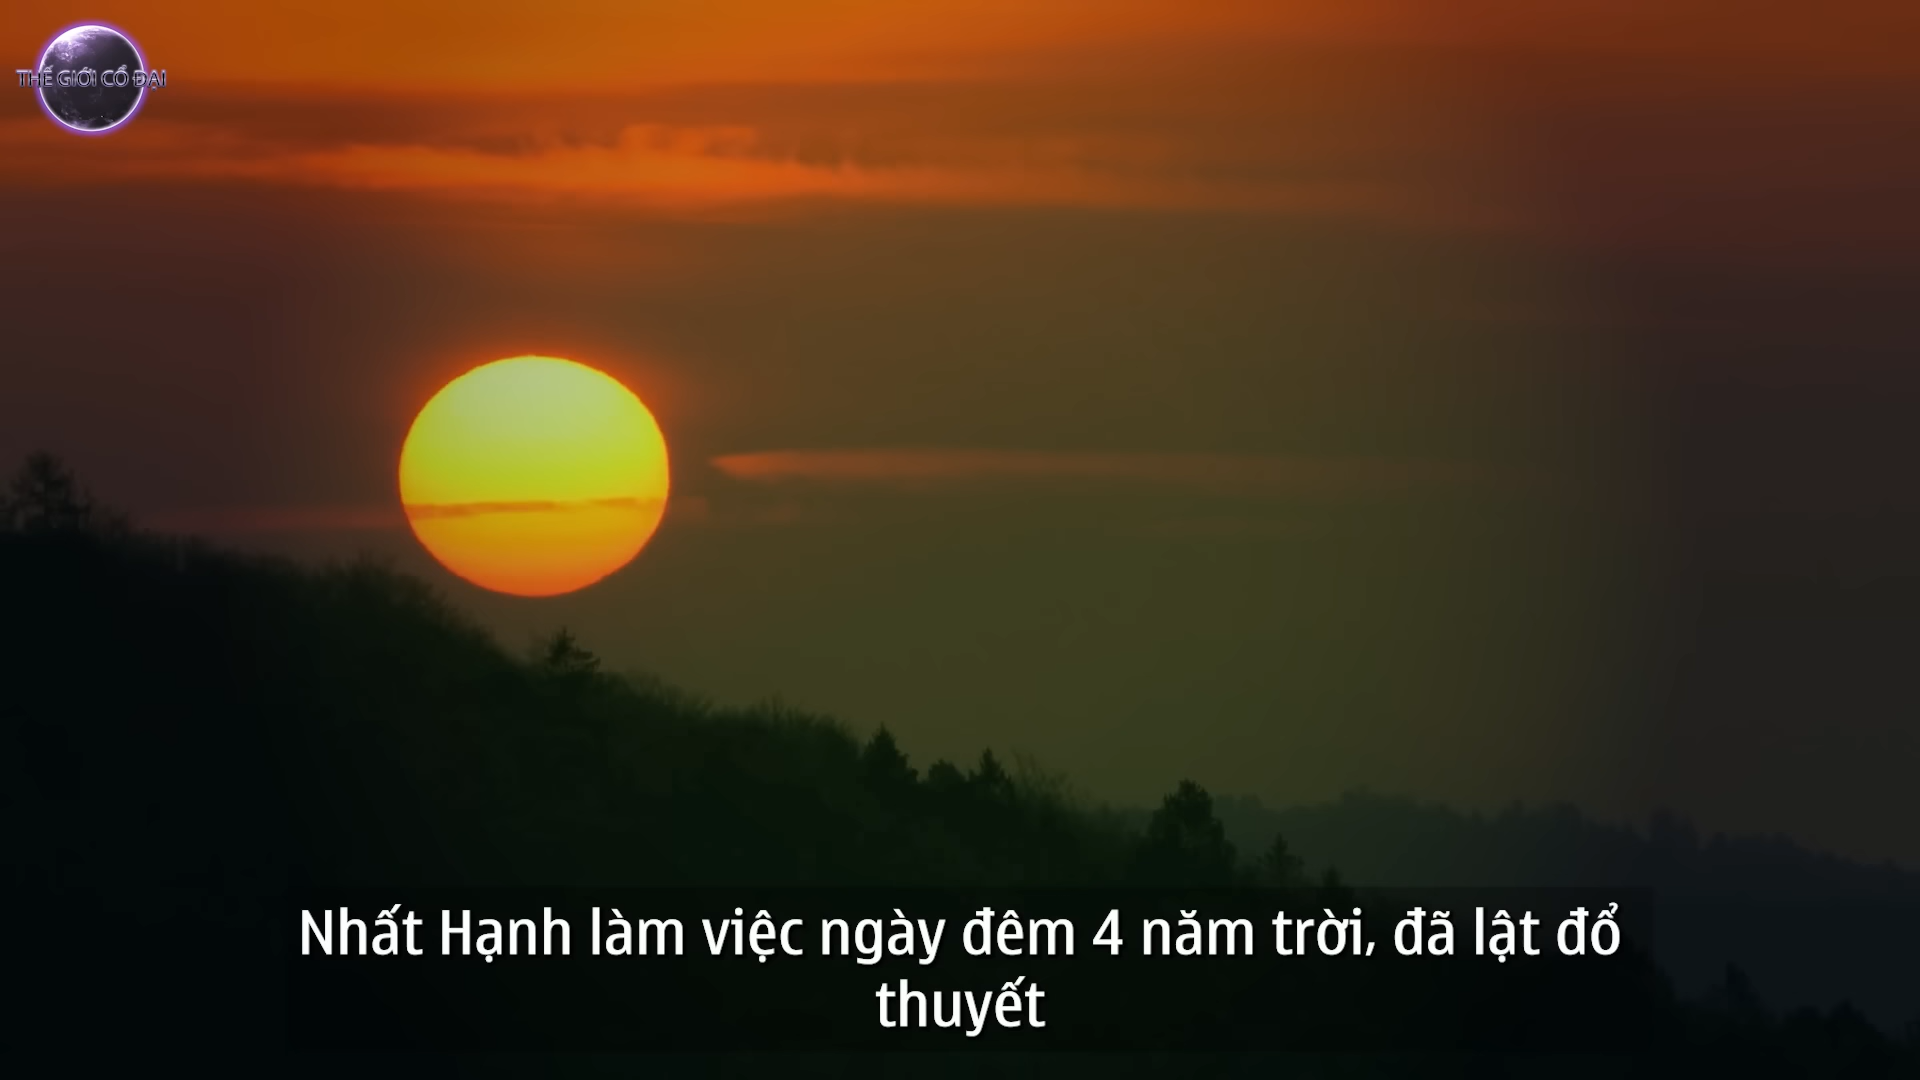 THẾ GIỚI CỔ ĐẠI
Nhất Hạnh làm việc ngày đêm 4 năm trời, đã lật đổ
thuyết